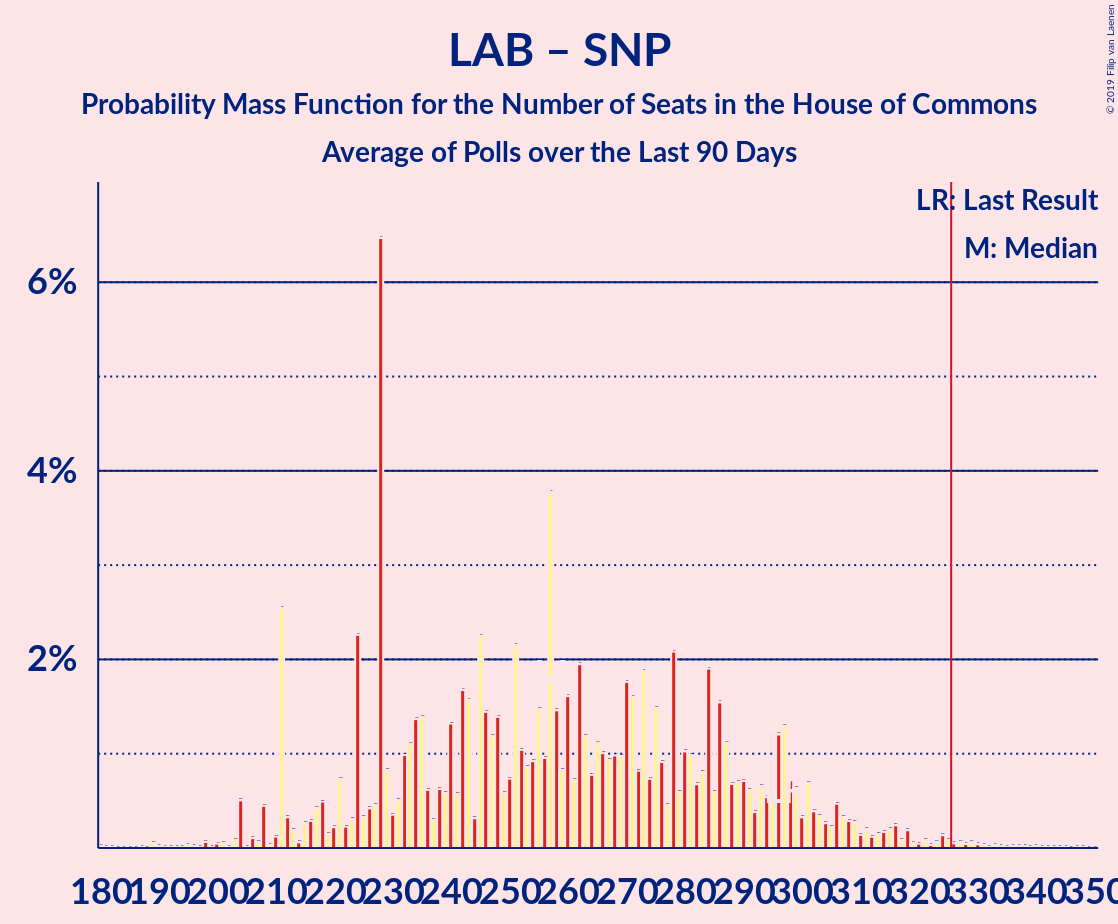 LAB – SNP
Probability Mass Function for the Number of Seats in the House of Commons
Average of Polls over the Last 90 Days
© 2019 Filip van Laenen
LR: Last Result
M: Median
6%
4%
2%
180 190 200 210 220 230 240 250 260 270 280 290 300 310 320 330 340 350